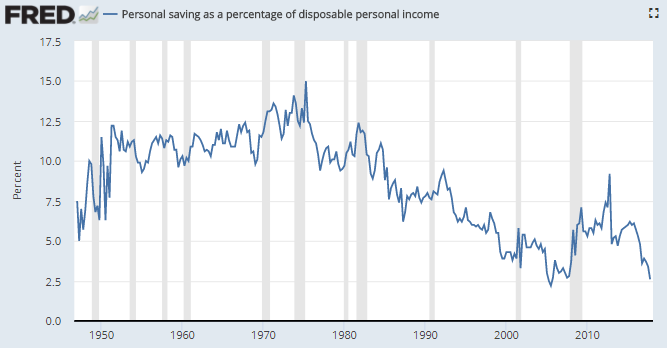 FRED Personal saving as a percentage of disposable personal income
17.5
15.0
12.5
10.0
7.5
5.0
2.5
0.0
Percent
1950 1960 1970 1980 1990 2000 2010